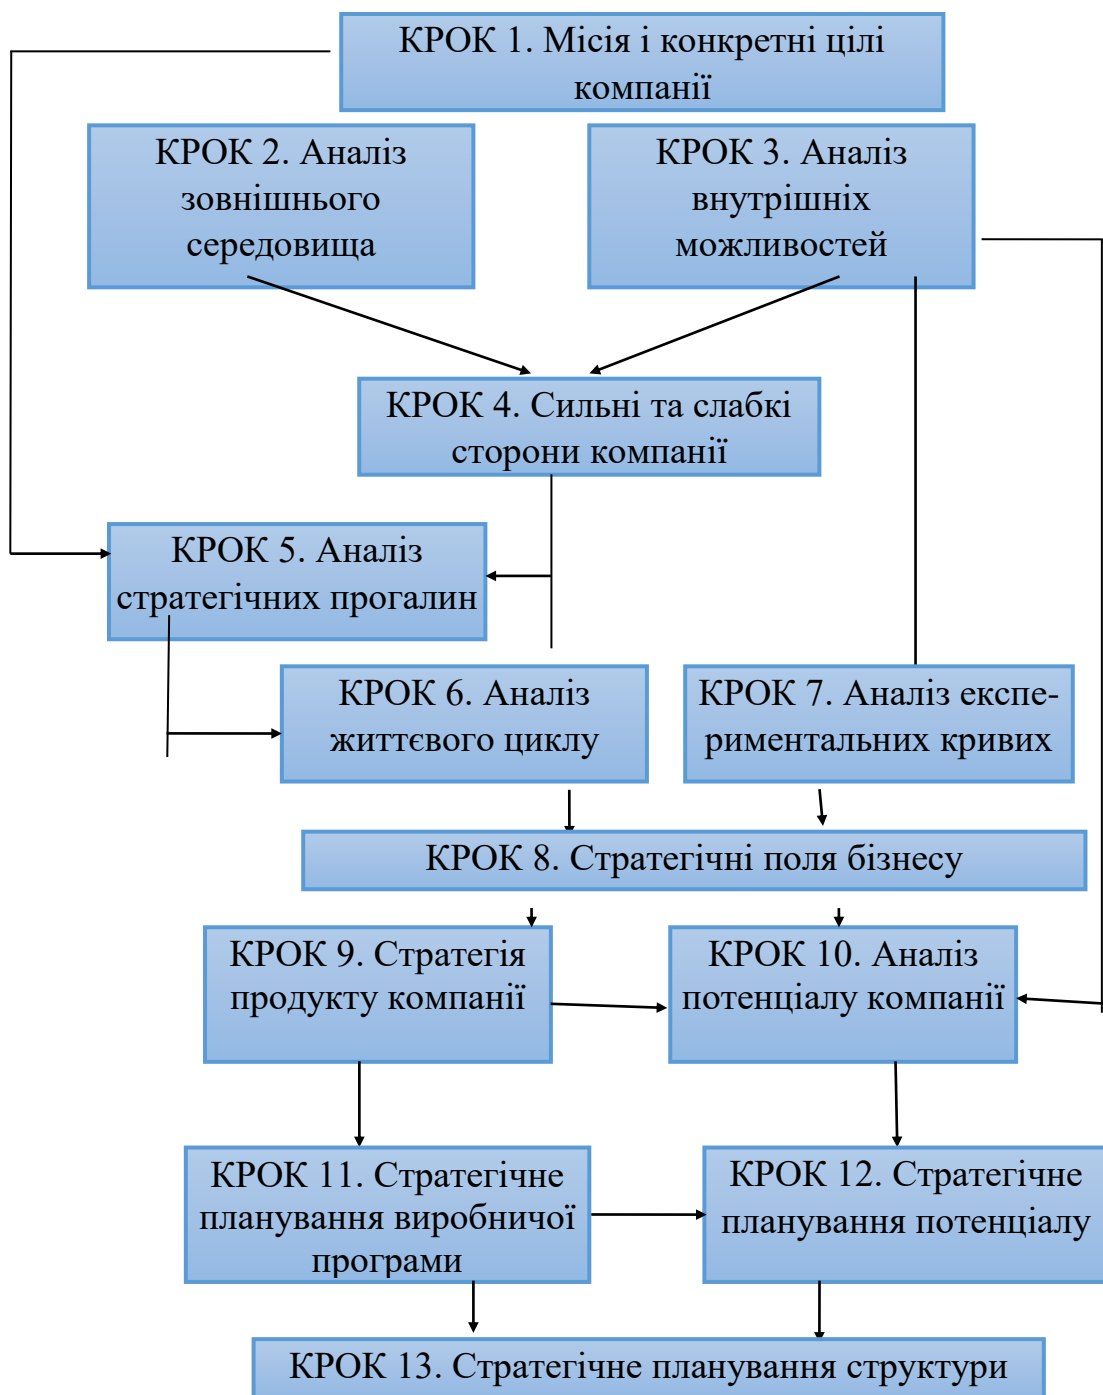 КРОК 1. Місія і конкретні цілі
компанії
КРОК 2. Аналіз
зовнішнього
середовища
КРОК 3. Аналіз
внутрішніх
можливостей
КРОК 4. Сильні та слабкі
сторони компанії
КРОК 5. Аналіз
стратегічних прогалин
КРОК 6. Аналіз
життєвого циклу
КРОК 7. Аналіз експе-
риментальних кривих
КРОК 8. Стратегічні поля бізнесу
КРОК 9. Стратегія
продукту компанії
КРОК 10. Аналіз
потенціалу компанії
КРОК 11. Стратегічне
планування виробничої
програми
КРОК 12. Стратегічне
планування потенціалу
КРОК 13. Стратегічне планування структури